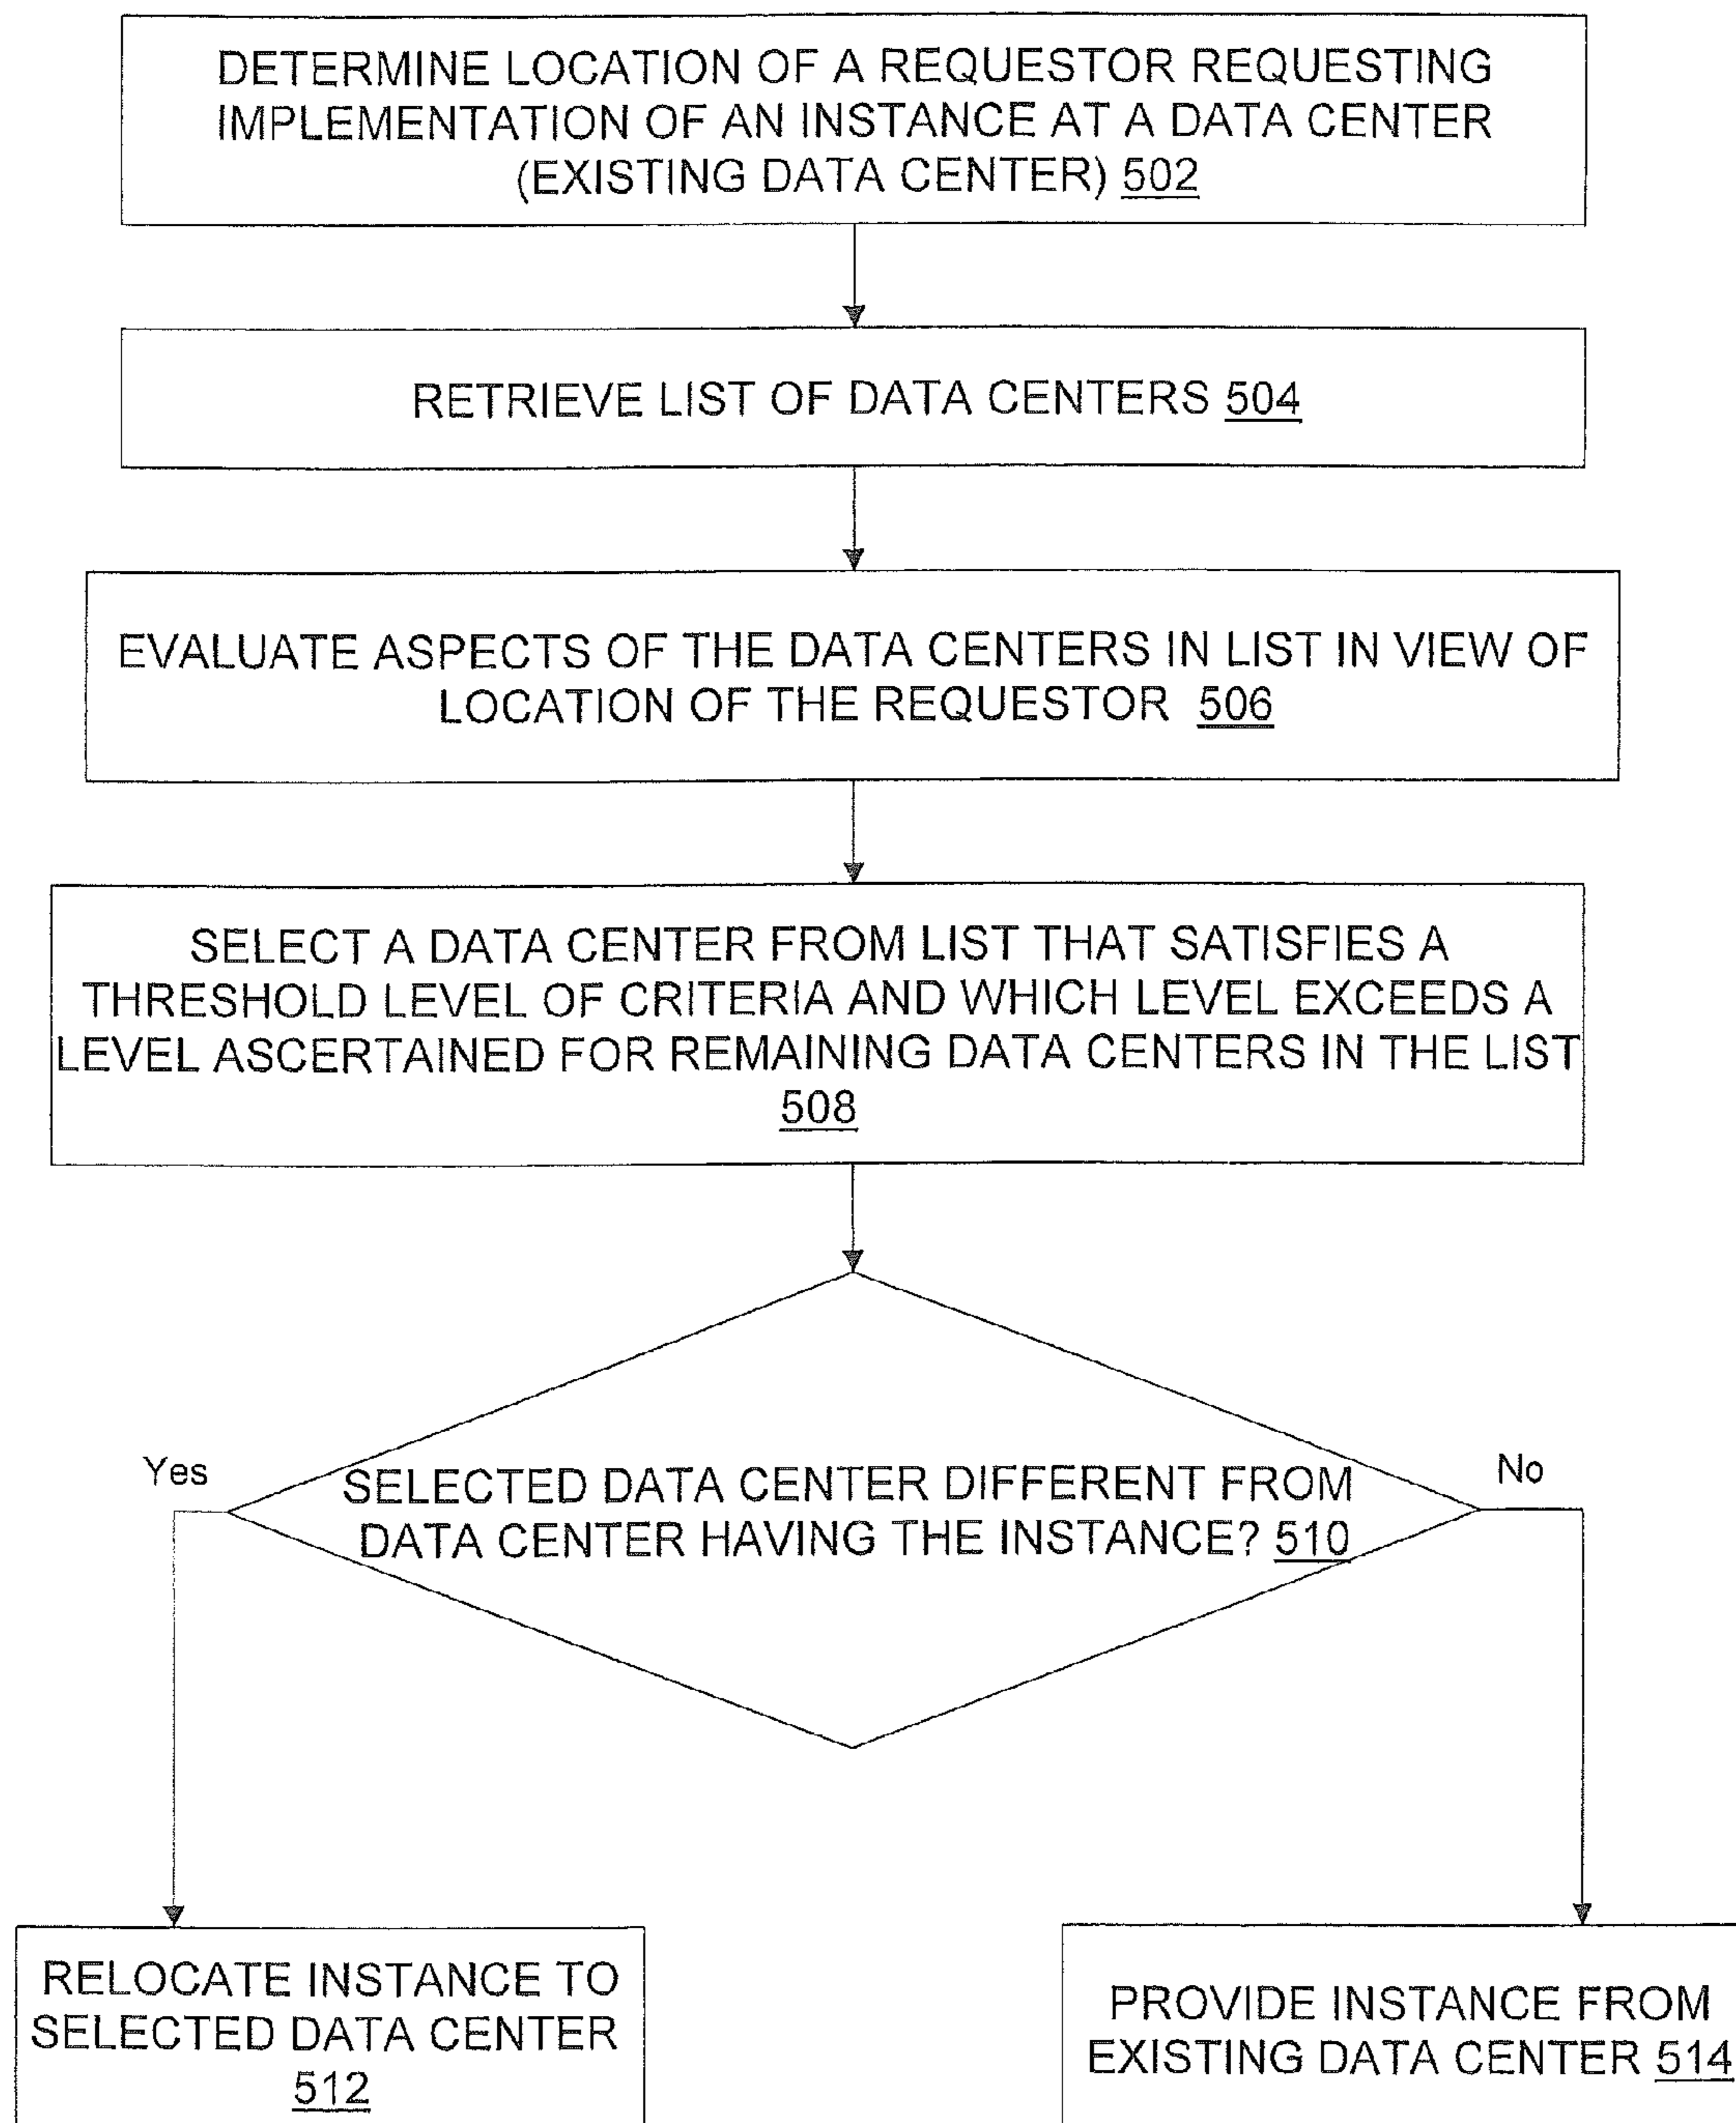 DETERMINE LOCATION OF A REQUESTOR REQUESTING
IMPLEMENTATION OF AN INSTANCE AT A DATA CENTER
(EXISTING DATA CENTER) 502
RETRIEVE LIST OF DATA CENTERS 504
EVALUATE ASPECTS OF THE DATA CENTERS IN LIST IN VIEW OF
LOCATION OF THE REQUESTOR 506
SELECT A DATA CENTER FROM LIST THAT SATISFIES A
THRESHOLD LEVEL OF CRITERIA AND WHICH LEVEL EXCEEDS A
LEVEL ASCERTAINED FOR REMAINING DATA CENTERS IN THE LIST
508
Yes
No
SELECTED DATA CENTER DIFFERENT FROM
DATA CENTER HAVING THE INSTANCE? 510
RELOCATE INSTANCE TO
SELECTED DATA CENTER
512
PROVIDE INSTANCE FROM
EXISTING DATA CENTER 514